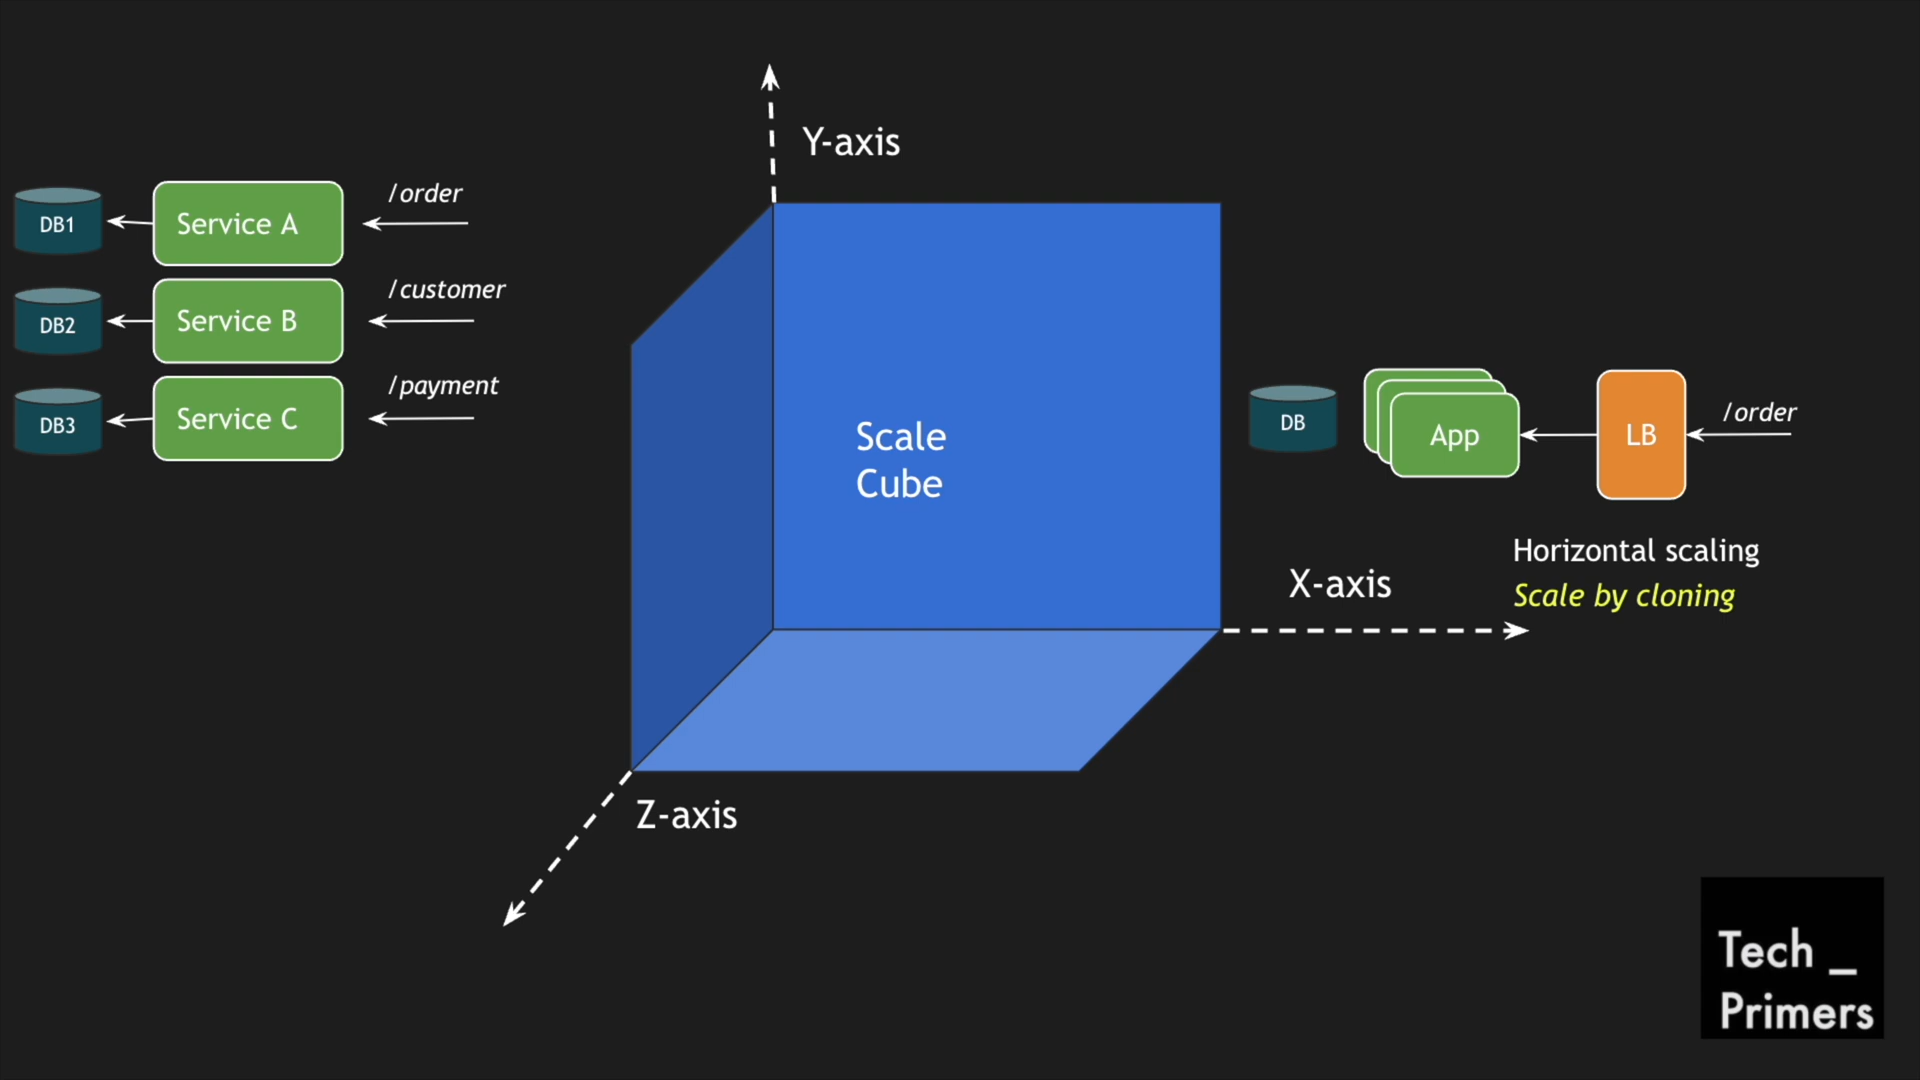 Y-axis
DB1
Service A
/order
DB2
Service B
/customer
DB3
Service C
/payment
Scale
Cube
DB
App
LB
/order
Horizontal scaling
Scale by cloning
X-axis
Z-axis
Tech _
Primers